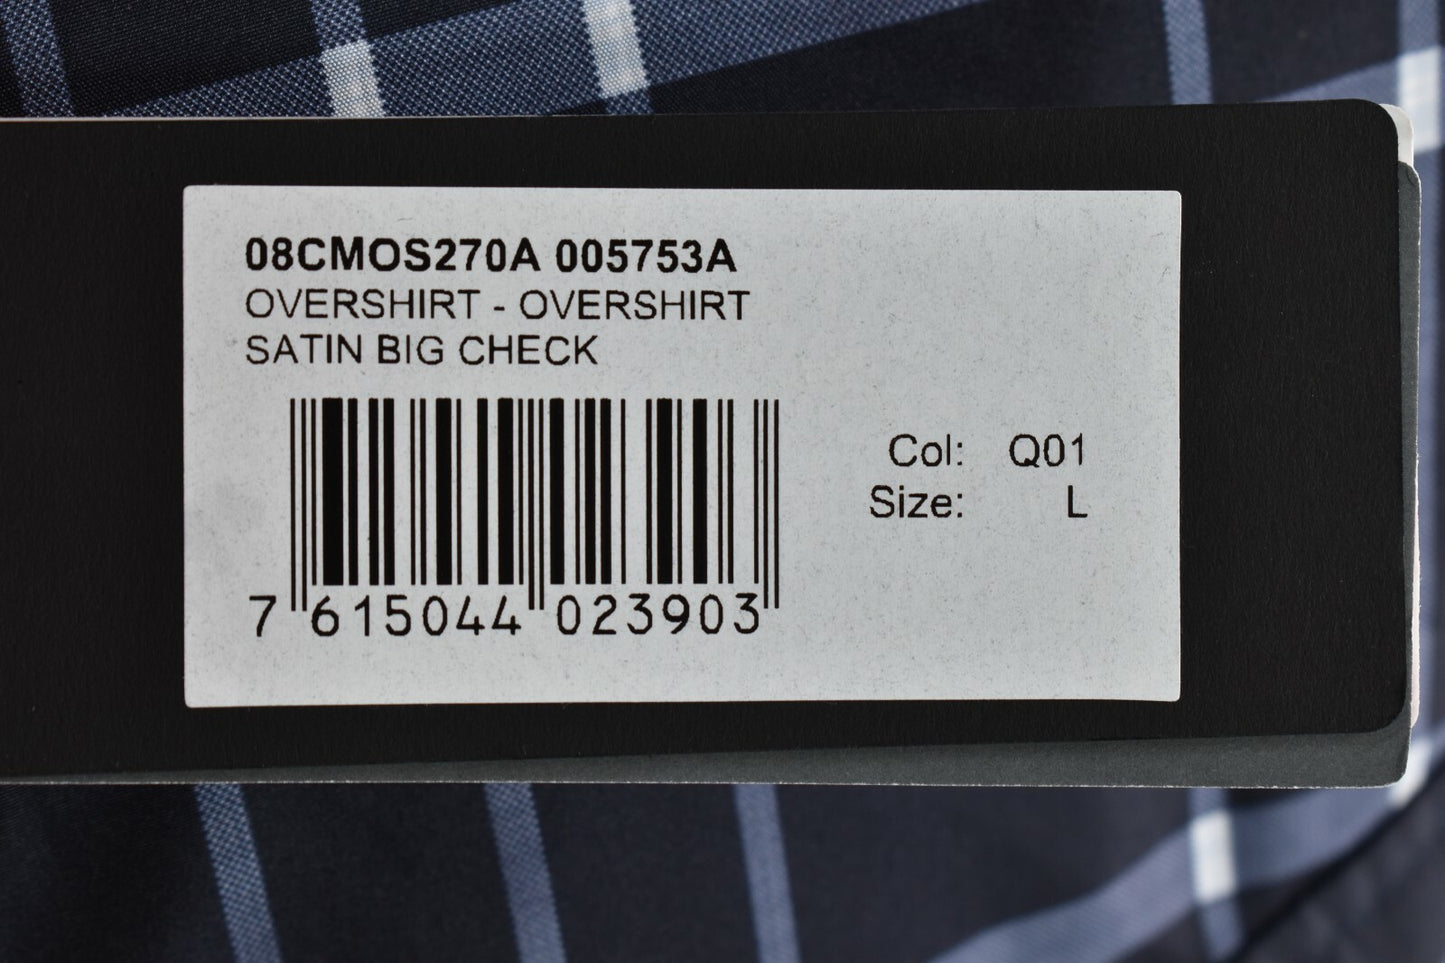 08CMOS270A 005753A
OVERSHIRT - OVERSHIRT
SATIN BIG CHECK
Col: Q01
Size: L
7 615044 023903